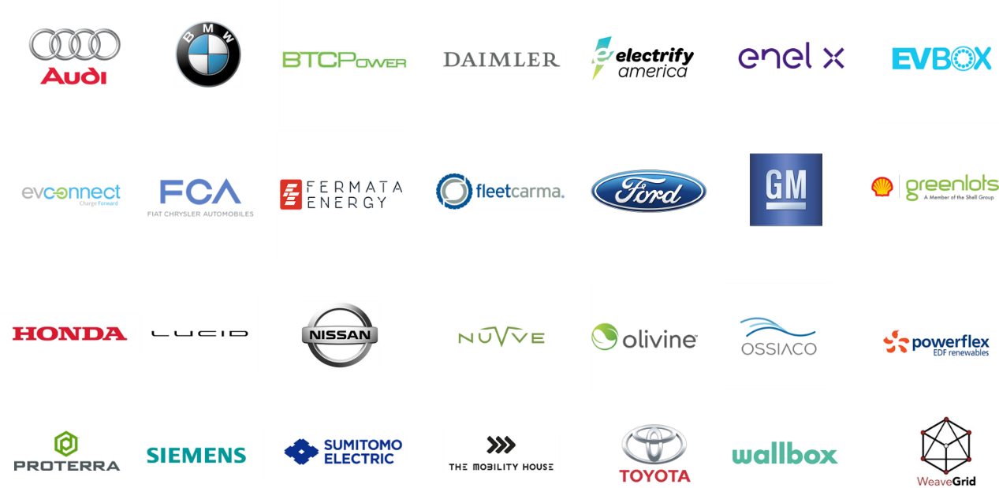 Audi
BMW
BTCPOWER
DAIMLER
electrify
america
enel x
EVBOX
evconnect
Charge Forward
FCA
FIAT CHRYSLER AUTOMOBILES
FERMATA
ENERGY
fleetcarma.
Ford
GM
greenlots
A Member of the Shell Group
HONDA
LUCID
NISSAN
NUVVE
olivine
OSSIACO
powerflex
EDF renewables
PROTERRA
SIEMENS
SUMITOMO
ELECTRIC
THE MOBILITY HOUSE
TOYOTA
wallbox
WeaveGrid